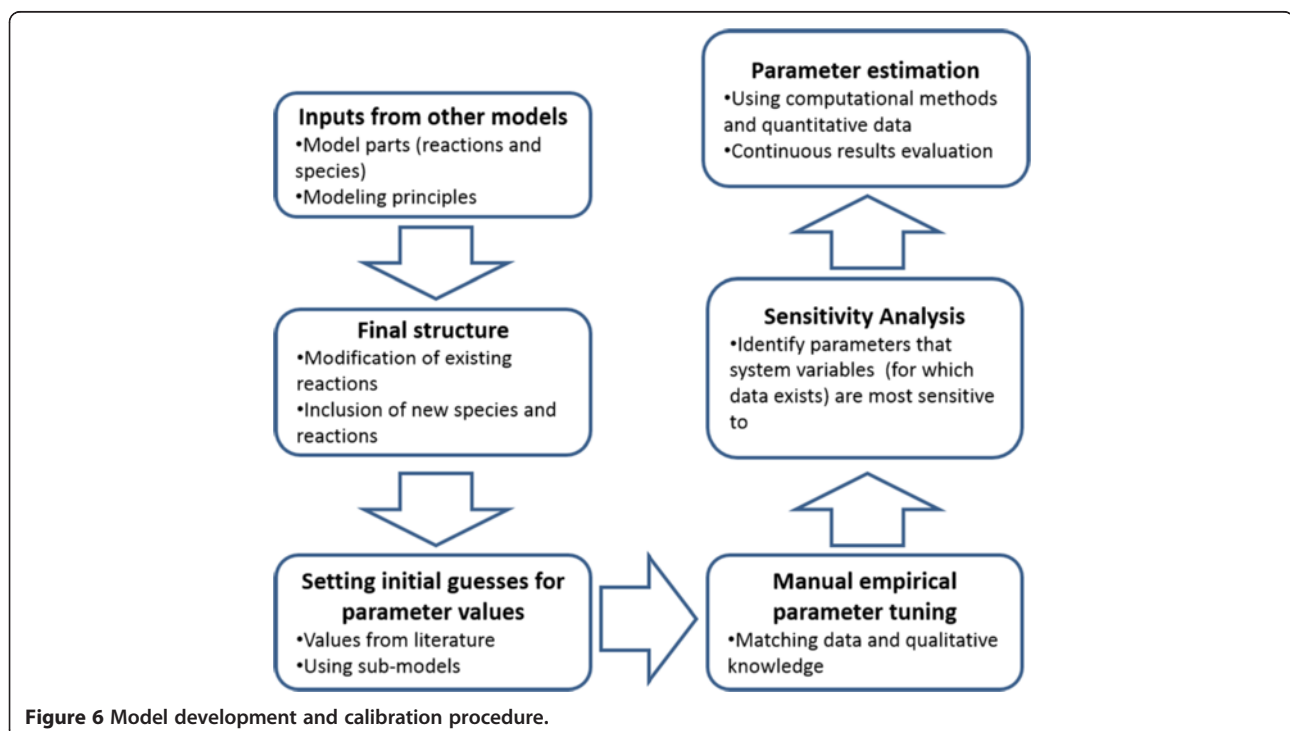 Inputs from other models
•Model parts (reactions and
species)
•Modeling principles
Final structure
•Modification of existing
reactions
•Inclusion of new species and
reactions
Setting initial guesses for
parameter values
•Values from literature
•Using sub-models
Manual empirical
parameter tuning
•Matching data and qualitative
knowledge
Sensitivity Analysis
•Identify parameters that
system variables (for which
data exists) are most sensitive
to
Parameter estimation
•Using computational methods
and quantitative data
•Continuous results evaluation
Figure 6 Model development and calibration procedure.